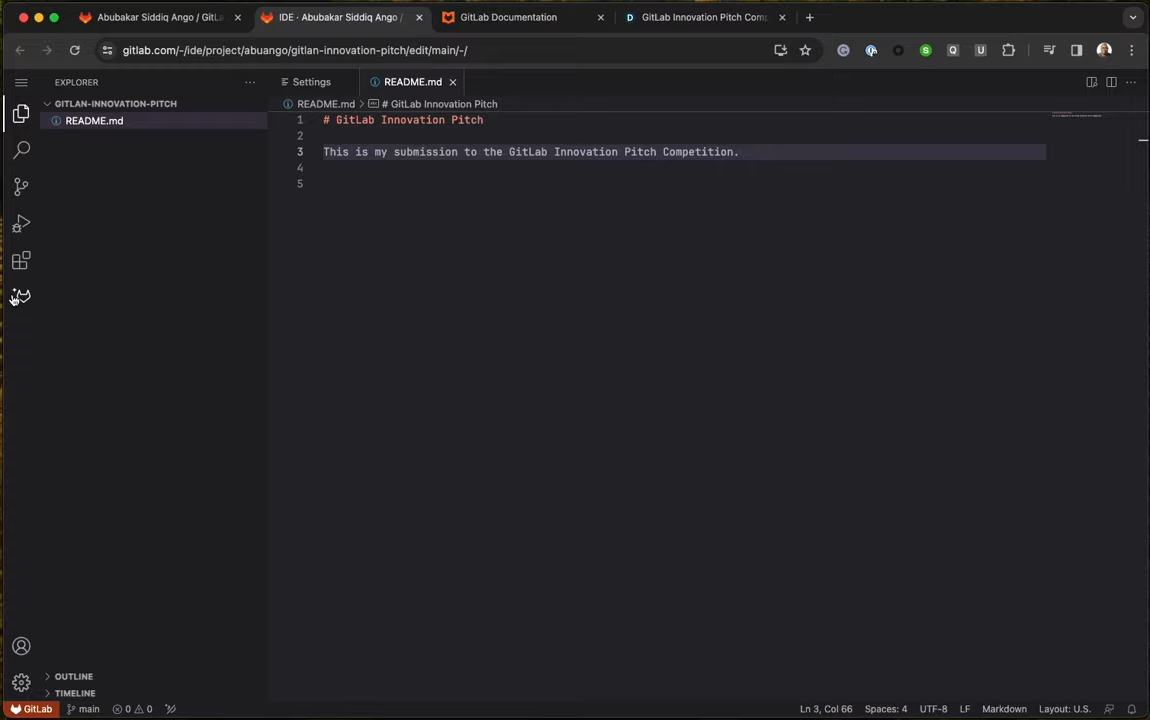 Abubakar Siddiq Ango / GitLa
IDE · Abubakar Siddiq Ango /
GitLab Documentation
GitLab Innovation Pitch Com
gitlab.com/-/ide/project/abuango/gitlan-innovation-pitch/edit/main/-/
EXPLORER
Settings
README.md
GITLAN-INNOVATION-PITCH
README.md > # GitLab Innovation Pitch
README.md
1 # GitLab Innovation Pitch
2
3 This is my submission to the GitLab Innovation Pitch Competition.
4
5
OUTLINE
TIMELINE
GitLab main 0 0
Ln 3, Col 66 Spaces: 4 UTF-8 LF Markdown Layout: U.S.